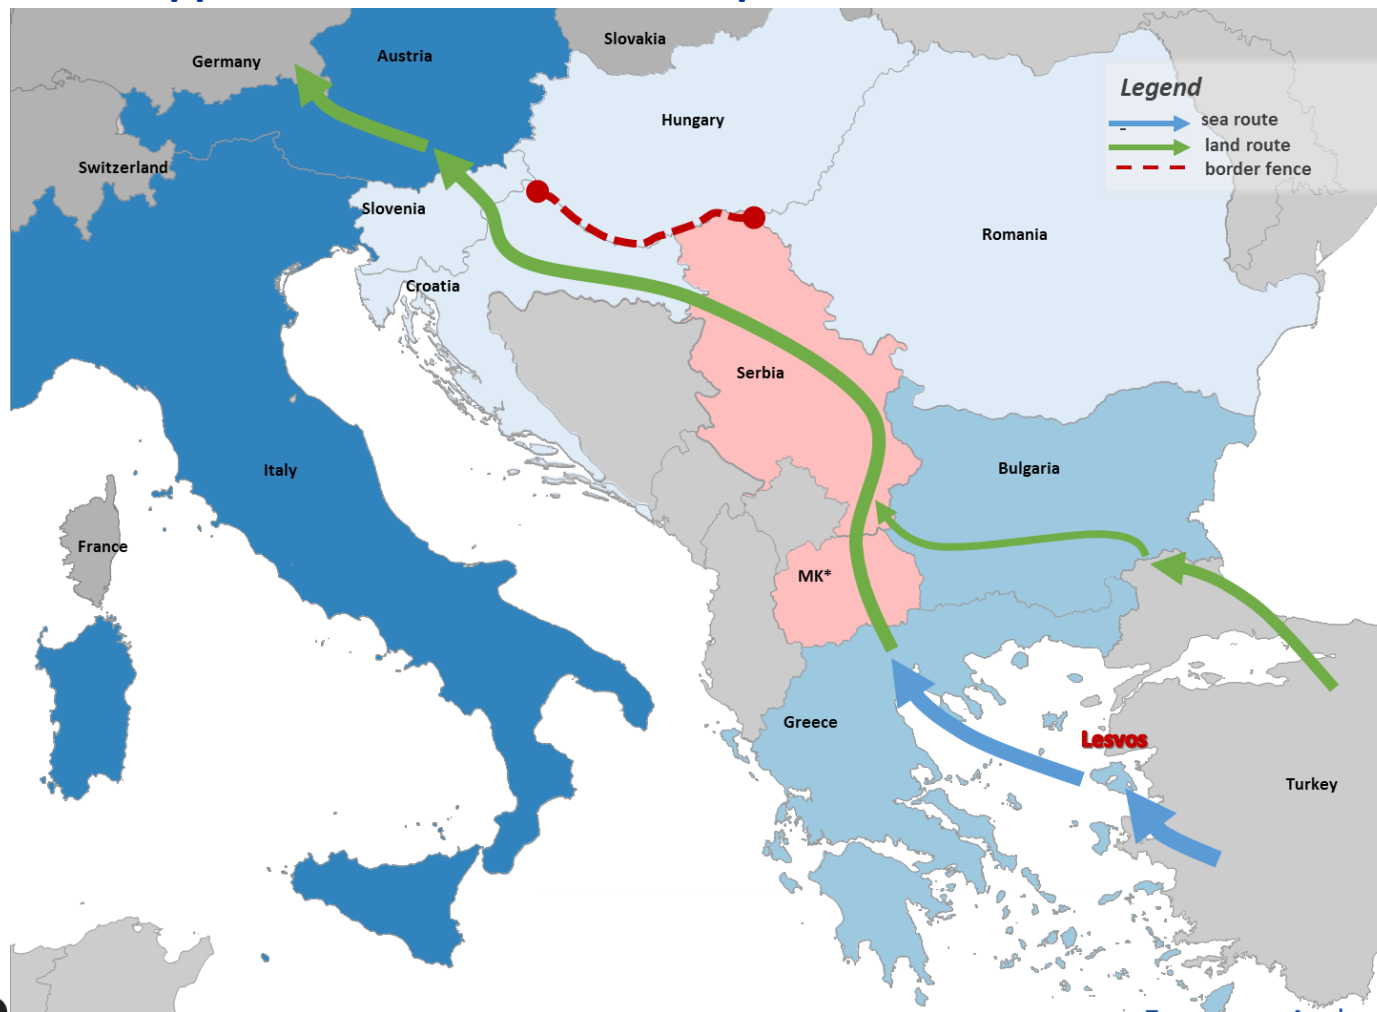 Germany
Austria
Slovakia
Hungary
Legend
sea route
land route
border fence
Switzerland
Slovenia
Romania
Croatia
Serbia
Italy
Bulgaria
France
MK*
Greece
Lesvos
Turkey